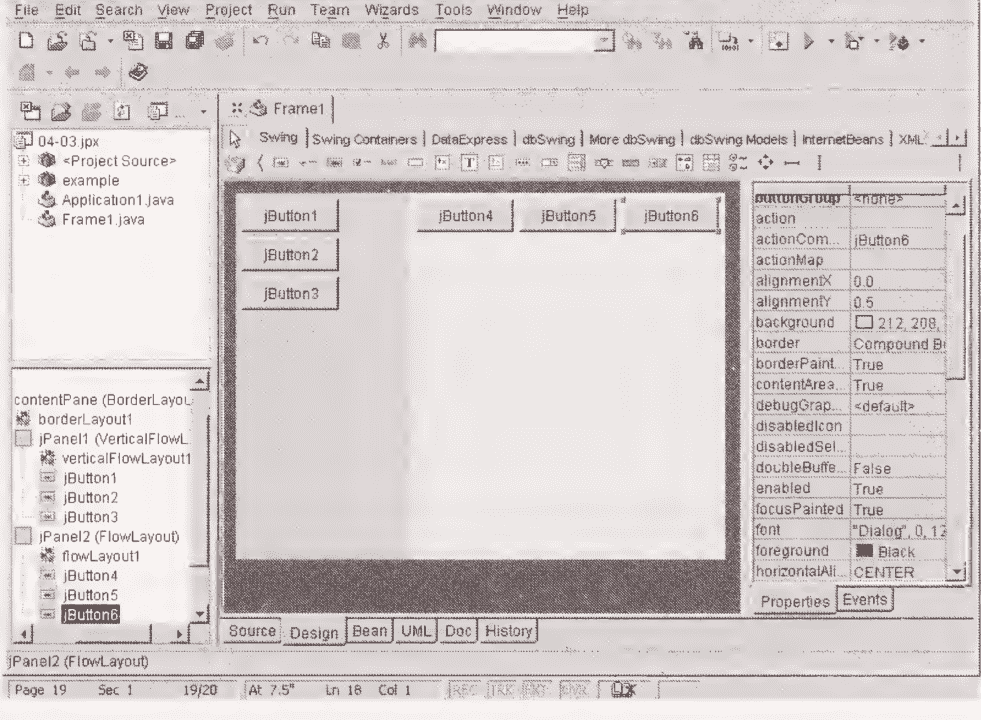 File Edit Search View Project Run Team Wizards Tools Window Help
Frame1
Swing Swing Containers DataExpress dbSwing More dbSwing dbSwing Models InternetBeans XML
04-03.jpx
<Project Source>
example
Application1.java
Frame1.java
contentPane (BorderLayou
borderLayout1
jPanel1 (VerticalFlowL
verticalFlowLayout1
jButton1
jButton2
jButton3
jPanel2 (FlowLayout)
flowLayout1
jButton4
jButton5
jButton6
jButton1
jButton2
jButton3
jButton4 jButton5 jButton6
buttonGroup <none>
action
actionCom... jButton6
actionMap
alignmentX 0.0
alignmentY 0.5
background 212, 208,
border Compound B
borderPaint... True
contentArea... True
debugGrap... <default>
disabledIcon
disabledSel...
doubleBuffe... False
enabled True
focusPainted True
font "Dialog", 0, 12
foreground Black
horizontalAli... CENTER
Properties Events
Source Design Bean UML Doc History
jPanel2 (FlowLayout)
Page 19 Sec 1 19/20 At 7.5" Ln 18 Col 1 REC TRK EXT OVR